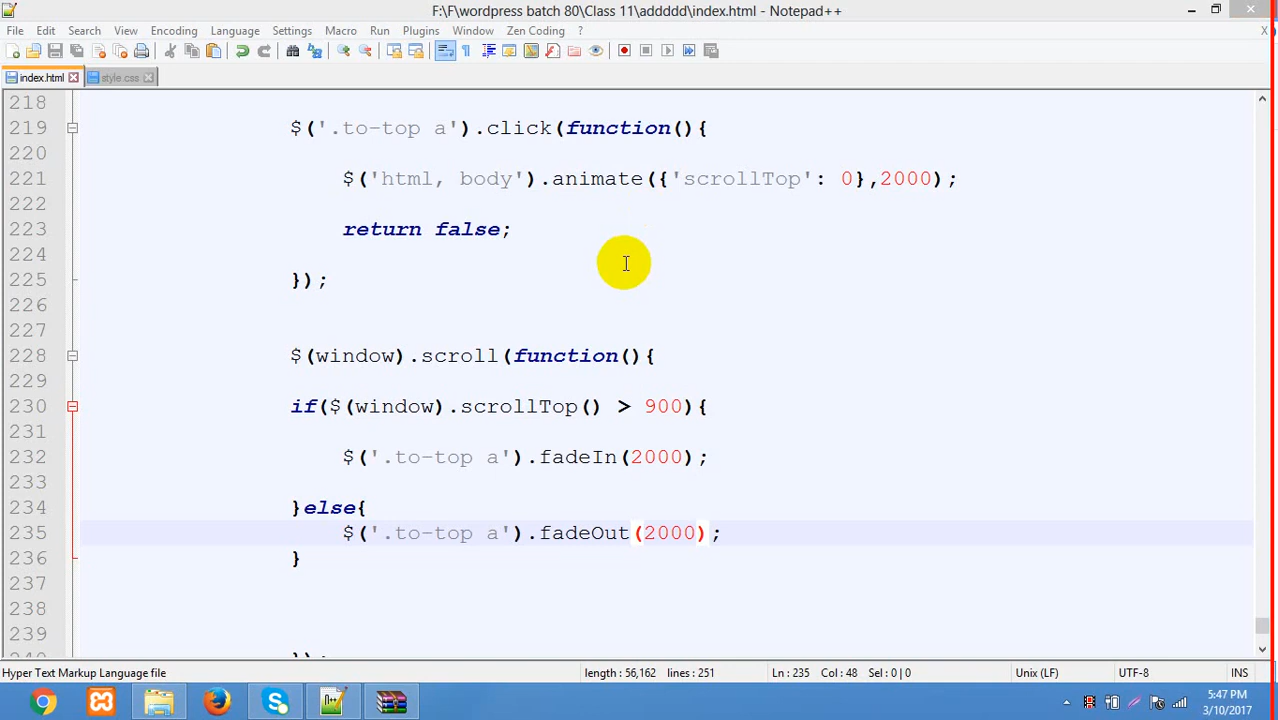 F:\F\wordpress batch 80\Class 11\addddd\index.html - Notepad++
File Edit Search View Encoding Language Settings Macro Run Plugins Window Zen Coding ? X
index.html style.css
218
219 $('.to-top a').click(function(){
220
221 $('html, body').animate({'scrollTop': 0},2000);
222
223 return false;
224
225 });
226
227
228 $(window).scroll(function(){
229
230 if($(window).scrollTop() > 900){
231
232 $('.to-top a').fadeIn(2000);
233
234 }else{
235 $('.to-top a').fadeOut(2000);
236 }
237
238
239
240 });
Hyper Text Markup Language file length : 56,162 lines : 251 Ln : 235 Col : 48 Sel : 0 | 0 Unix (LF) UTF-8 INS
5:47 PM
3/10/2017